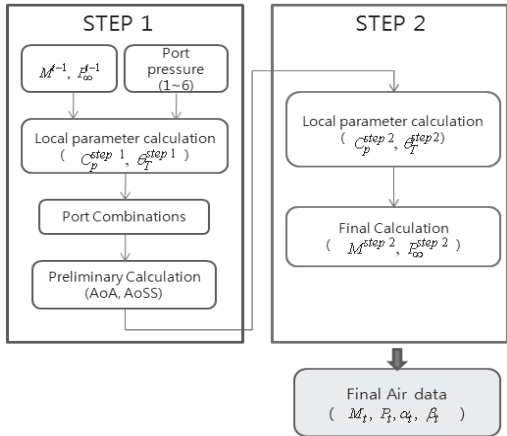 STEP 1
M^{t-1}, P_∞^{t-1}
Port
pressure
(1~6)
Local parameter calculation
( C_p^{step 1}, θ_T^{step 1} )
Port Combinations
Preliminary Calculation
(AoA, AoSS)
STEP 2
Local parameter calculation
( C_p^{step 2}, θ_T^{step 2})
Final Calculation
( M^{step 2}, P_∞^{step 2} )
Final Air data
( M_t, P_t, α_t, β_t )